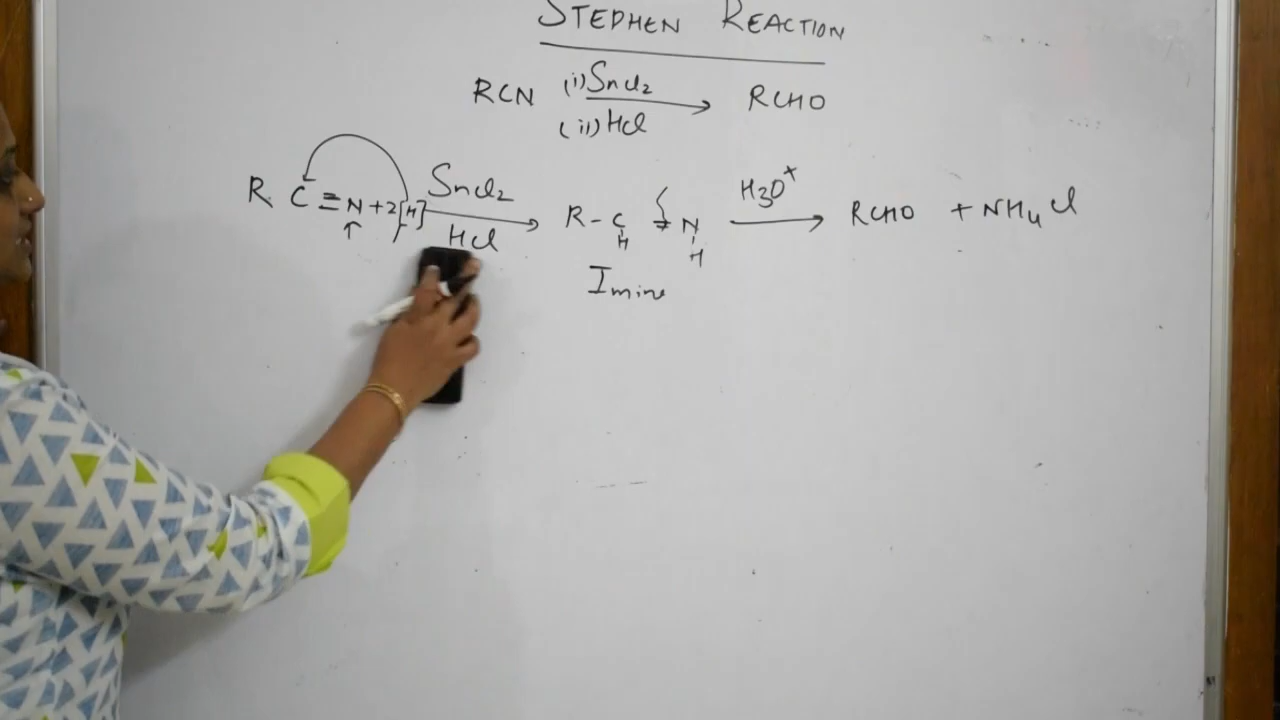 STEPHEN REACTION
RCN (i) SnCl2 → RCHO
(ii) HCl
R C ≡ N + 2[H] SnCl2 → R - C = N H3O+ → RCHO + NH4Cl
↑ HCl H H
Imine